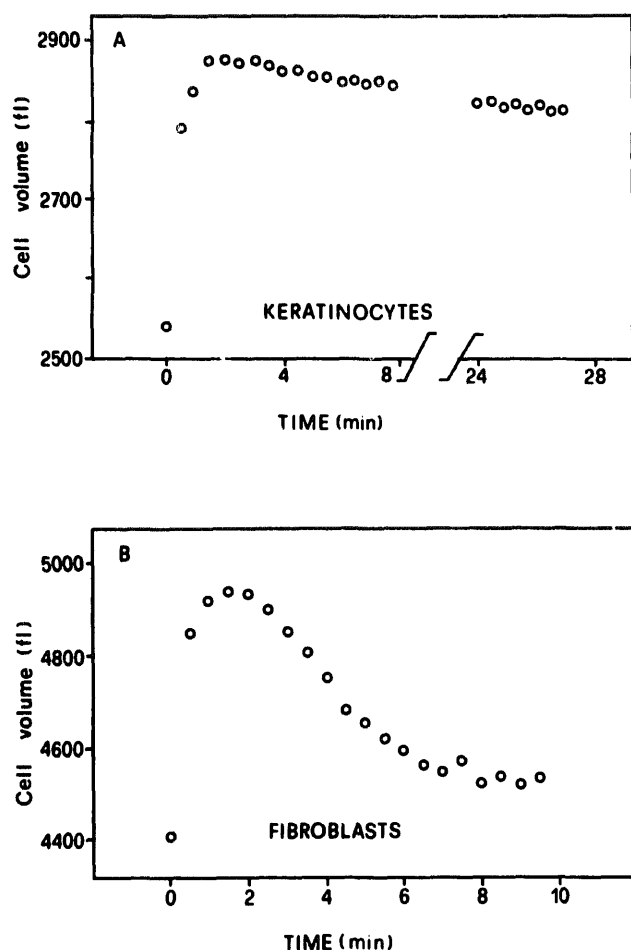 A
2900
2700
2500
Cell volume (fl)
KERATINOCYTES
0 4 8 24 28
TIME (min)
B
5000
4800
4600
4400
Cell volume (fl)
FIBROBLASTS
0 2 4 6 8 10
TIME (min)